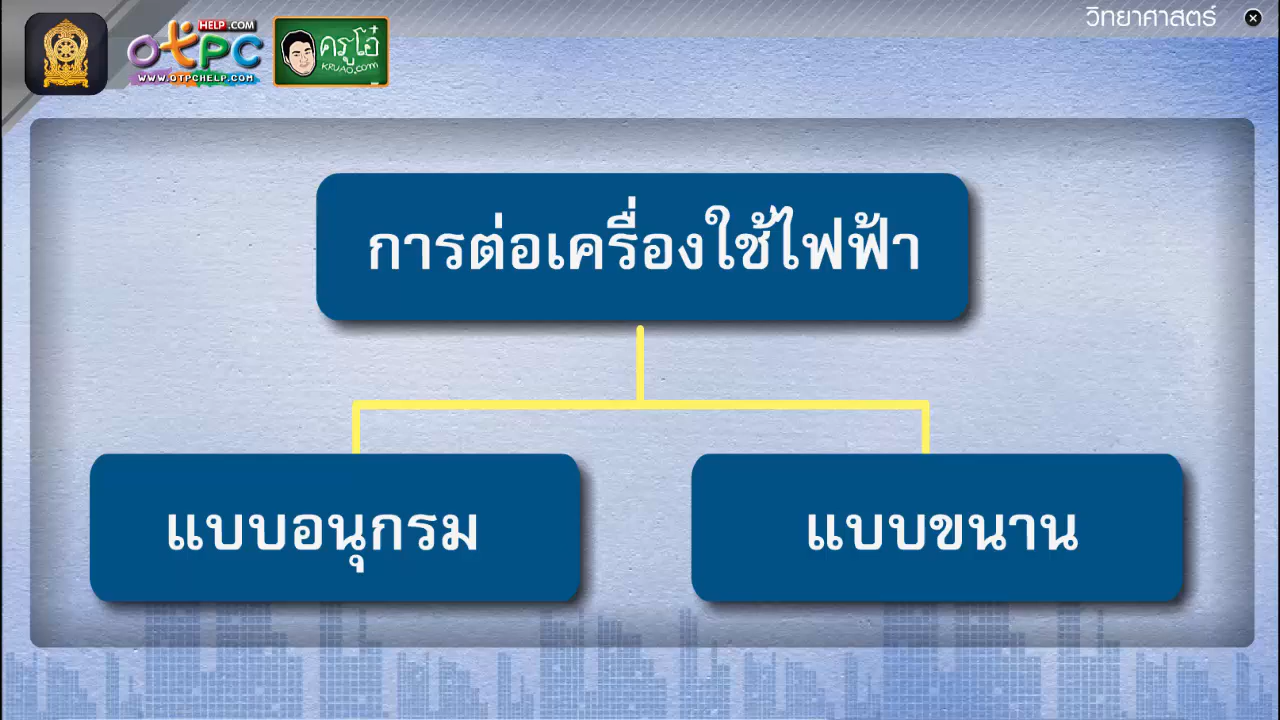 วิทยาศาสตร์
HELP.COM
OTPC
WWW.OTPCHELP.COM
ครูโอ๋
KRUAO.com
การต่อเครื่องใช้ไฟฟ้า
แบบอนุกรม
แบบขนาน